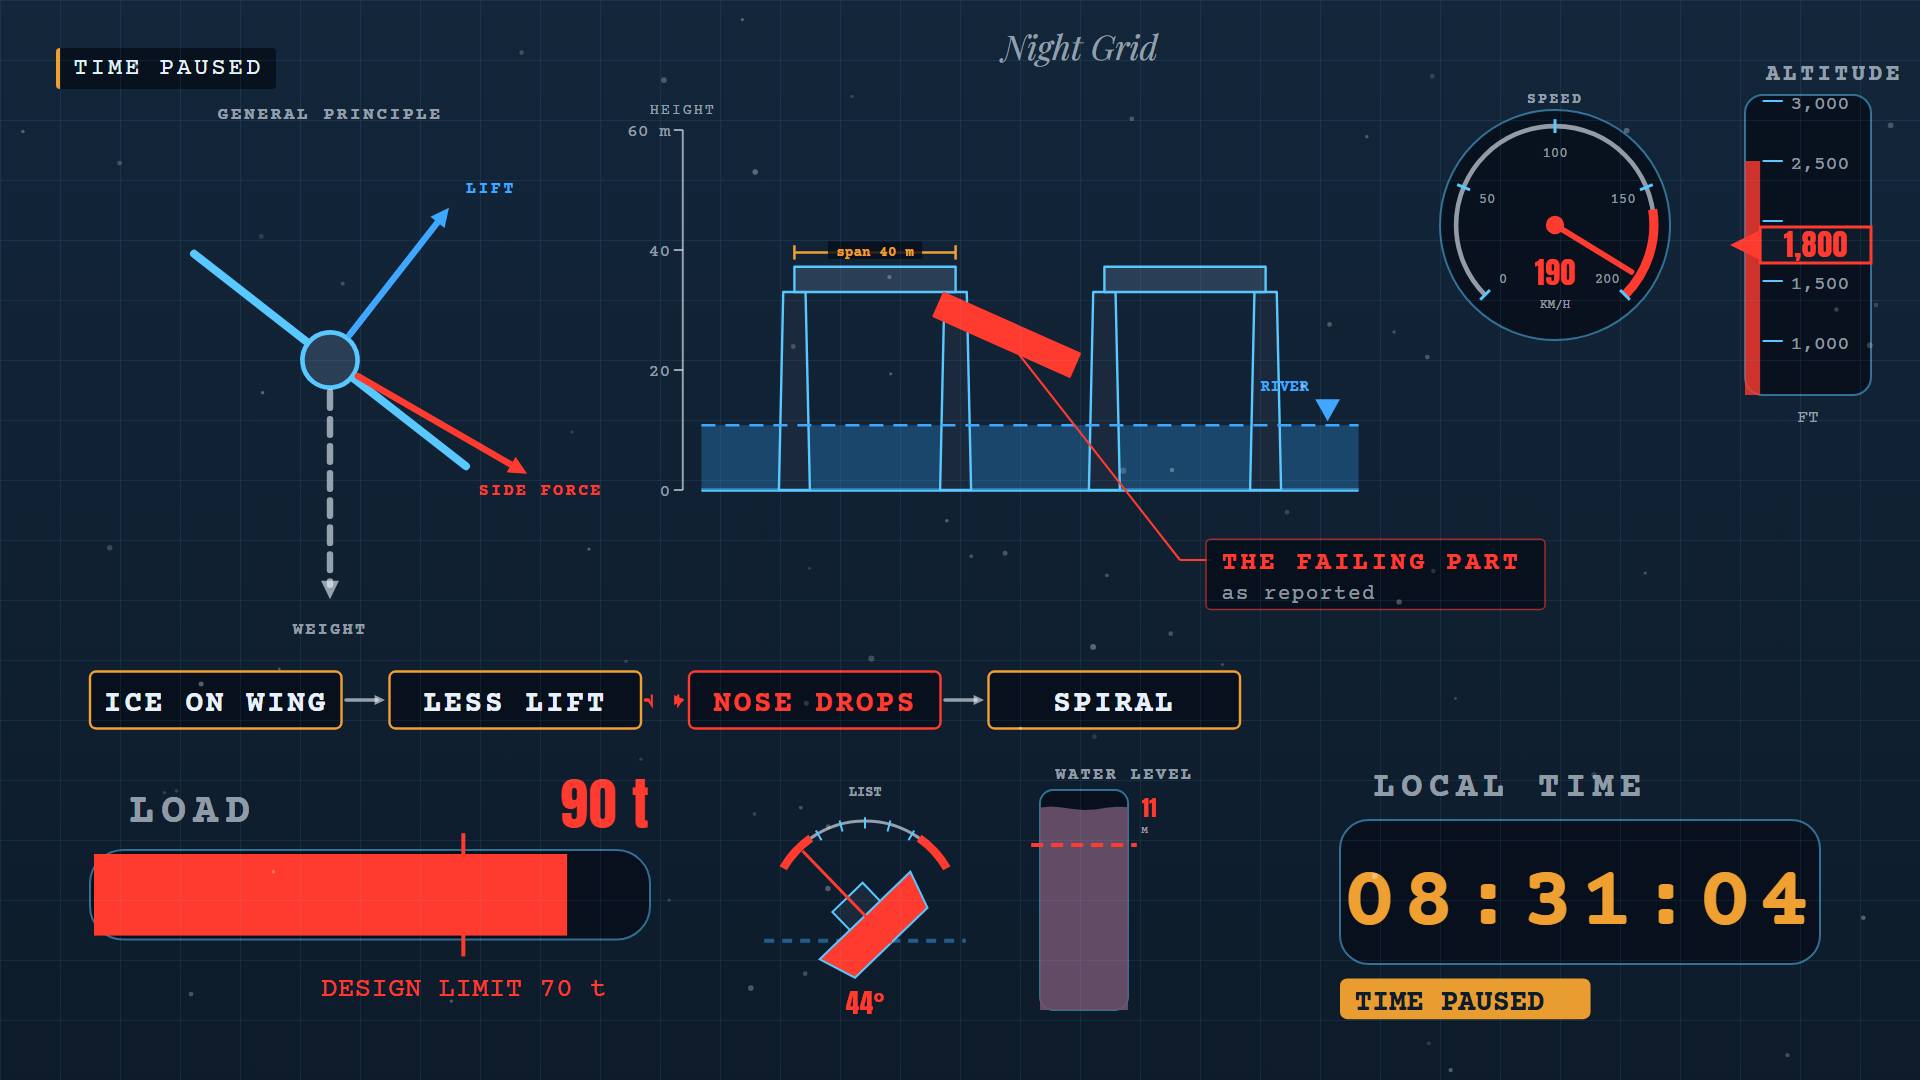 Night Grid
TIME PAUSED
GENERAL PRINCIPLE
LIFT
SIDE FORCE
WEIGHT
HEIGHT
60 m
40
20
0
span 40 m
RIVER
THE FAILING PART
as reported
SPEED
0
50
100
150
200
190
KM/H
ALTITUDE
3,000
2,500
1,800
1,500
1,000
FT
ICE ON WING
LESS LIFT
NOSE DROPS
SPIRAL
LOAD
90 t
DESIGN LIMIT 70 t
LIST
44°
WATER LEVEL
11
M
LOCAL TIME
08:31:04
TIME PAUSED